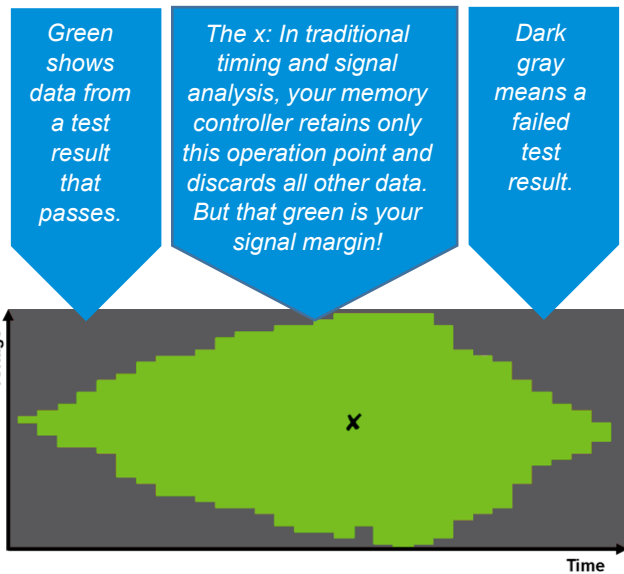 Green
shows
data from
a test
result
that
passes.
The x: In traditional
timing and signal
analysis, your memory
controller retains only
this operation point and
discards all other data.
But that green is your
signal margin!
Dark
gray
means a
failed
test
result.
x
Time